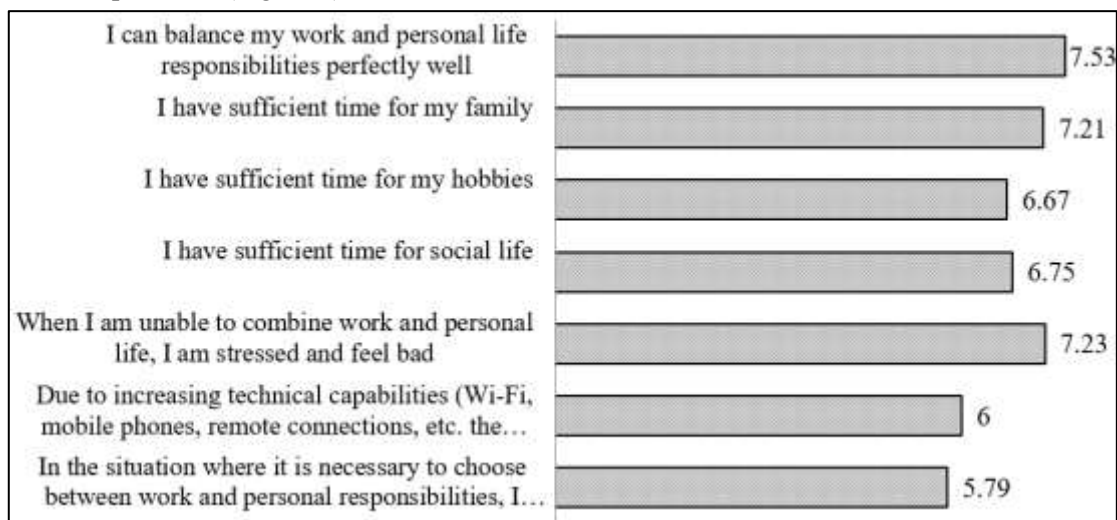 I can balance my work and personal life
responsibilities perfectly well
7.53
I have sufficient time for my family
7.21
I have sufficient time for my hobbies
6.67
I have sufficient time for social life
6.75
When I am unable to combine work and personal
life, I am stressed and feel bad
7.23
Due to increasing technical capabilities (Wi-Fi,
mobile phones, remote connections, etc. the…
6
In the situation where it is necessary to choose
between work and personal responsibilities, I…
5.79